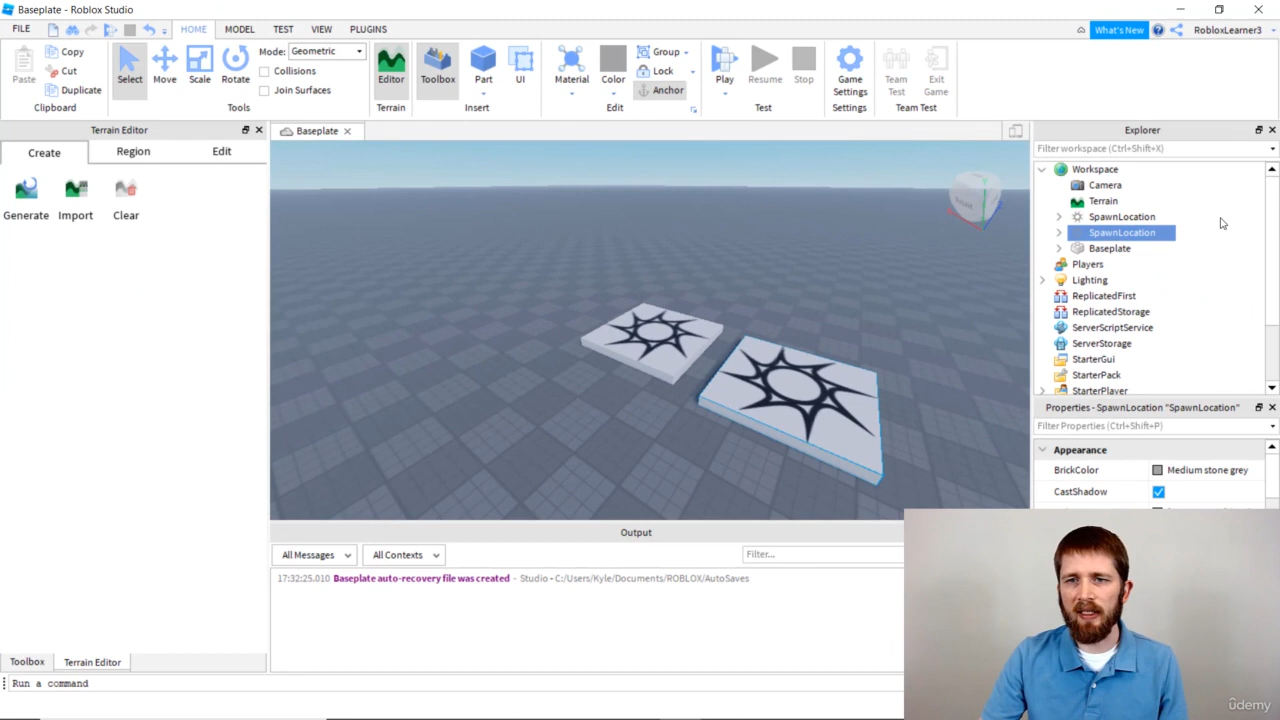 Baseplate - Roblox Studio
FILE HOME MODEL TEST VIEW PLUGINS What's New RobloxLearner3
Paste Copy Cut Duplicate
Clipboard
Select Move Scale Rotate
Mode: Geometric
Collisions
Join Surfaces
Tools
Editor
Terrain
Toolbox Part UI
Insert
Material Color
Group
Lock
Anchor
Edit
Play Resume Stop
Test
Game Settings
Settings
Team Test
Exit Game
Team Test
Terrain Editor
Create Region Edit
Generate Import Clear
Baseplate
Explorer
Filter workspace (Ctrl+Shift+X)
Workspace
Camera
Terrain
SpawnLocation
SpawnLocation
Baseplate
Players
Lighting
ReplicatedFirst
ReplicatedStorage
ServerScriptService
ServerStorage
StarterGui
StarterPack
StarterPlayer
Properties - SpawnLocation "SpawnLocation"
Filter Properties (Ctrl+Shift+P)
Appearance
BrickColor Medium stone grey
CastShadow
Output
All Messages All Contexts Filter...
17:32:25.010 Baseplate auto-recovery file was created - Studio - C:/Users/Kyle/Documents/ROBLOX/AutoSaves
Toolbox Terrain Editor
Run a command
ûdemy